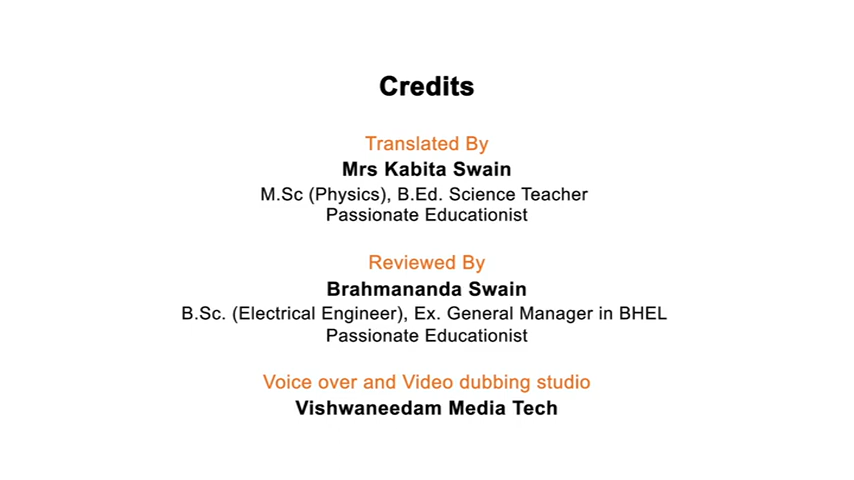 Credits
Translated By
Mrs Kabita Swain
M.Sc (Physics), B.Ed. Science Teacher
Passionate Educationist
Reviewed By
Brahmananda Swain
B.Sc. (Electrical Engineer), Ex. General Manager in BHEL
Passionate Educationist
Voice over and Video dubbing studio
Vishwaneedam Media Tech